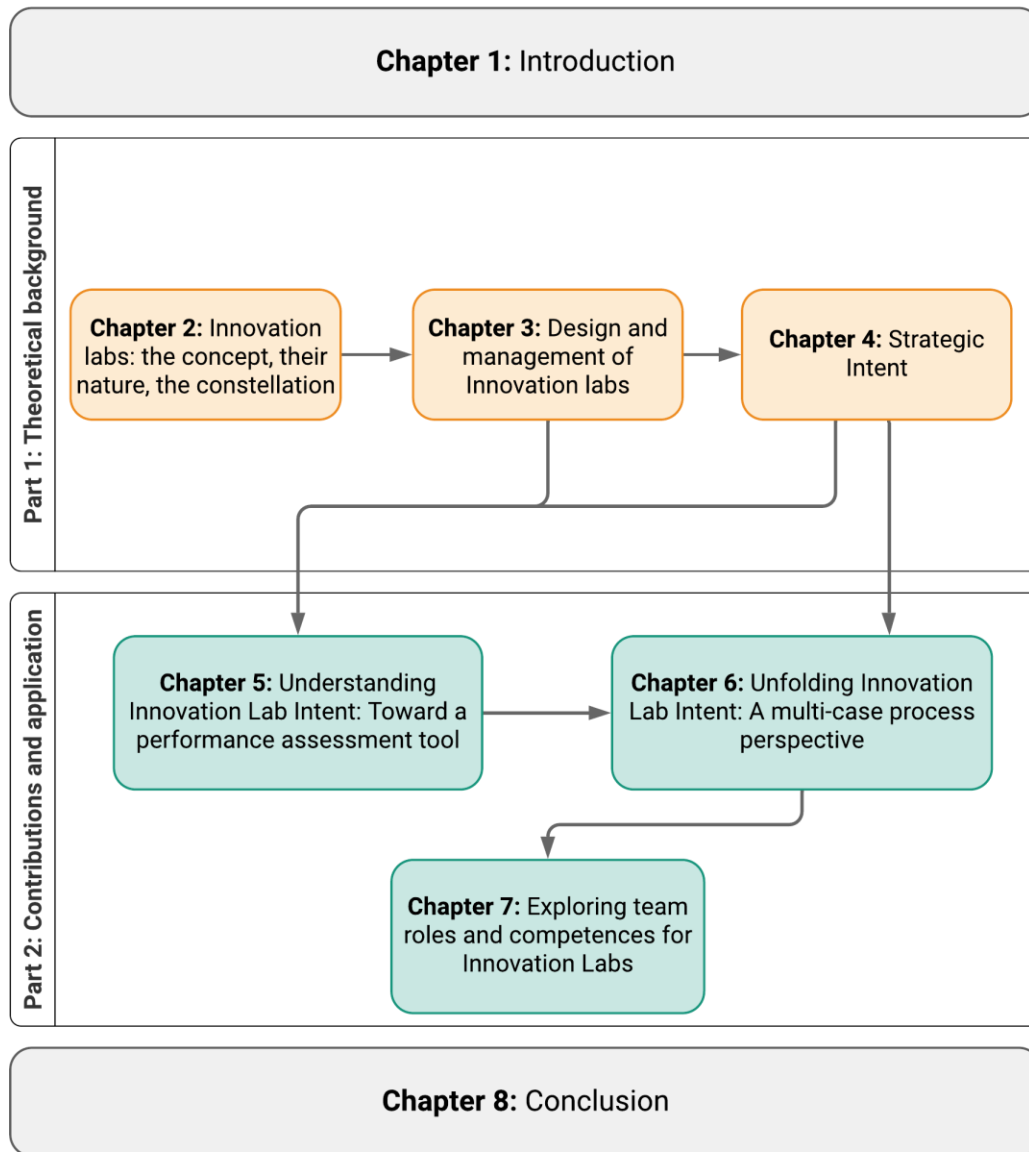 Chapter 1: Introduction
Part 1: Theoretical background
Chapter 2: Innovation
labs: the concept, their
nature, the constellation
Chapter 3: Design and
management of
Innovation labs
Chapter 4: Strategic
Intent
Part 2: Contributions and application
Chapter 5: Understanding
Innovation Lab Intent: Toward a
performance assessment tool
Chapter 6: Unfolding Innovation
Lab Intent: A multi-case process
perspective
Chapter 7: Exploring team
roles and competences for
Innovation Labs
Chapter 8: Conclusion